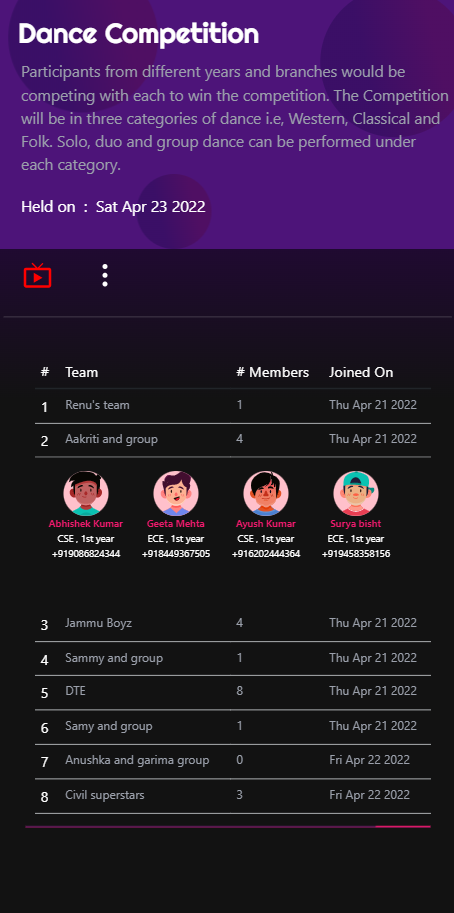 Dance Competition
Participants from different years and branches would be
competing with each to win the competition. The Competition
will be in three categories of dance i.e, Western, Classical and
Folk. Solo, duo and group dance can be performed under
each category.
Held on : Sat Apr 23 2022
# Team # Members Joined On
1 Renu's team 1 Thu Apr 21 2022
2 Aakriti and group 4 Thu Apr 21 2022
Abhishek Kumar Geeta Mehta Ayush Kumar Surya bisht
CSE , 1st year ECE , 1st year CSE , 1st year ECE , 1st year
+919086824344 +918449367505 +916202444364 +919458358156
3 Jammu Boyz 4 Thu Apr 21 2022
4 Sammy and group 1 Thu Apr 21 2022
5 DTE 8 Thu Apr 21 2022
6 Samy and group 1 Thu Apr 21 2022
7 Anushka and garima group 0 Fri Apr 22 2022
8 Civil superstars 3 Fri Apr 22 2022